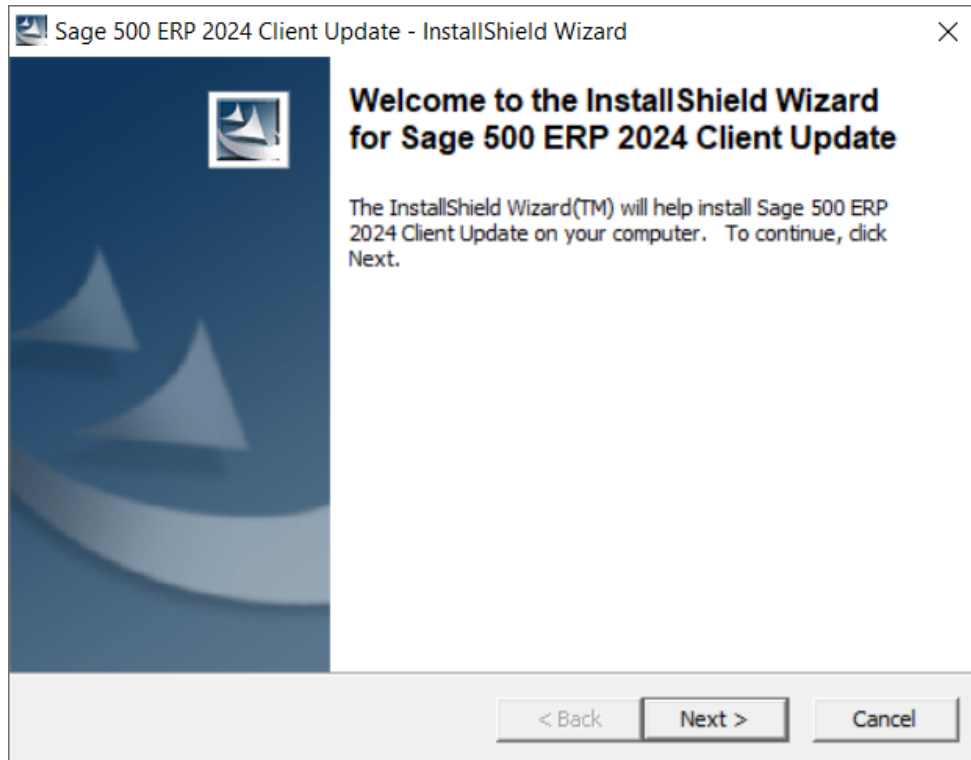 Sage 500 ERP 2024 Client Update - InstallShield Wizard
Welcome to the InstallShield Wizard
for Sage 500 ERP 2024 Client Update
The InstallShield Wizard(TM) will help install Sage 500 ERP
2024 Client Update on your computer.   To continue, click
Next.
< Back
Next >
Cancel